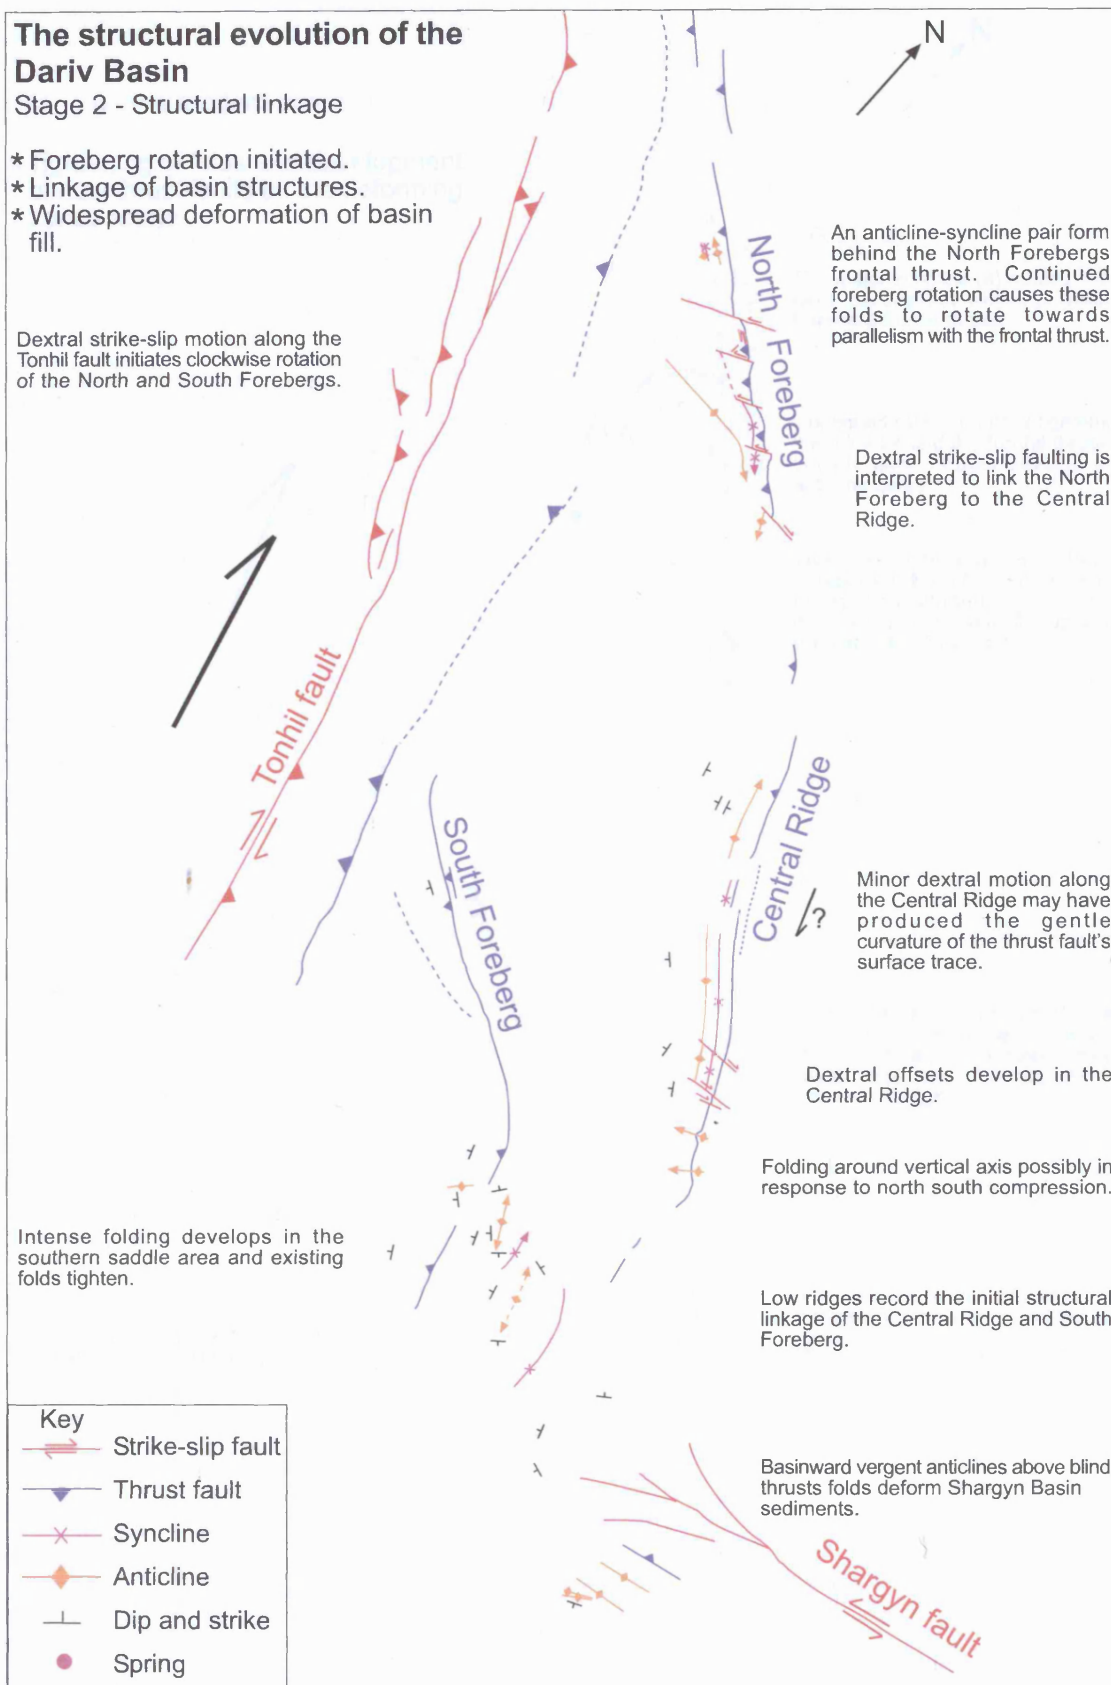 The structural evolution of the
Dariv Basin
Stage 2 - Structural linkage
* Foreberg rotation initiated.
* Linkage of basin structures.
* Widespread deformation of basin
fill.
N
An anticline-syncline pair form
behind the North Forebergs
frontal thrust. Continued
foreberg rotation causes these
folds to rotate towards
parallelism with the frontal thrust.
North Foreberg
Dextral strike-slip motion along the
Tonhil fault initiates clockwise rotation
of the North and South Forebergs.
Dextral strike-slip faulting is
interpreted to link the North
Foreberg to the Central
Ridge.
Tonhil fault
South Foreberg
Central Ridge
?
Minor dextral motion along
the Central Ridge may have
produced the gentle
curvature of the thrust fault's
surface trace.
Dextral offsets develop in the
Central Ridge.
Folding around vertical axis possibly in
response to north south compression.
Intense folding develops in the
southern saddle area and existing
folds tighten.
Low ridges record the initial structural
linkage of the Central Ridge and South
Foreberg.
Basinward vergent anticlines above blind
thrusts folds deform Shargyn Basin
sediments.
Shargyn fault
Key
Strike-slip fault
Thrust fault
Syncline
Anticline
Dip and strike
Spring